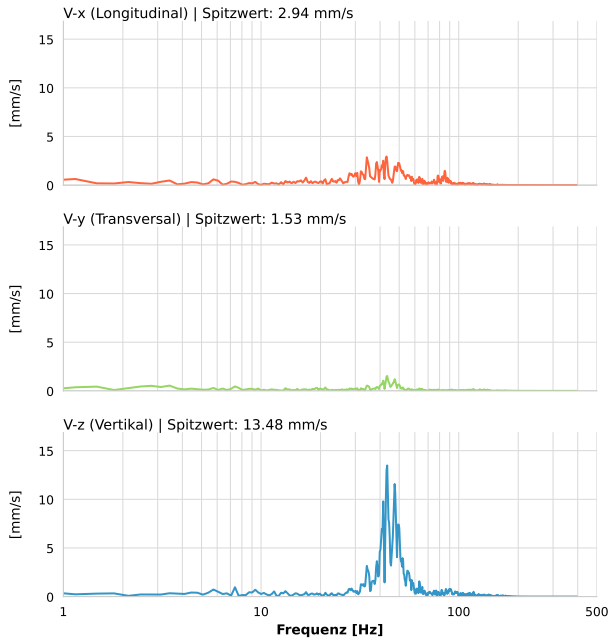 V-x (Longitudinal) | Spitzwert: 2.94 mm/s
15
10
5
0
[mm/s]
V-y (Transversal) | Spitzwert: 1.53 mm/s
15
10
5
0
[mm/s]
V-z (Vertikal) | Spitzwert: 13.48 mm/s
15
10
5
0
[mm/s]
1 10 100 500
Frequenz [Hz]